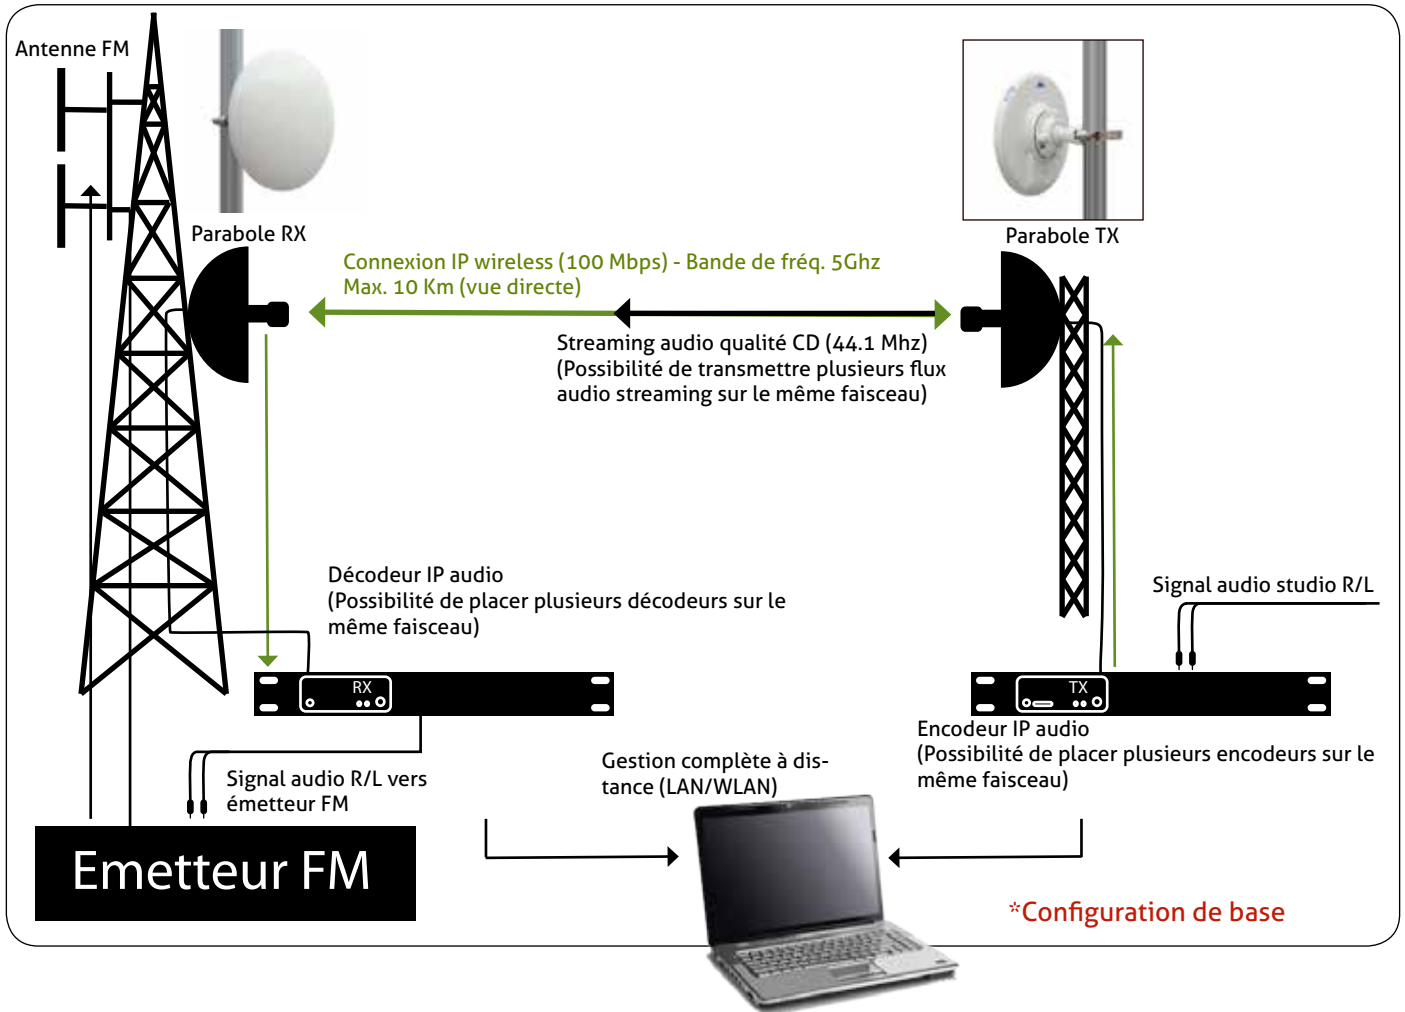 Antenne FM
Parabole RX
Parabole TX
Connexion IP wireless (100 Mbps) - Bande de fréq. 5Ghz
Max. 10 Km (vue directe)
Streaming audio qualité CD (44.1 Mhz)
(Possibilité de transmettre plusieurs flux
audio streaming sur le même faisceau)
Décodeur IP audio
(Possibilité de placer plusieurs décodeurs sur le
même faisceau)
Signal audio studio R/L
RX
TX
Encodeur IP audio
(Possibilité de placer plusieurs encodeurs sur le
même faisceau)
Gestion complète à dis-
tance (LAN/WLAN)
Signal audio R/L vers
émetteur FM
Emetteur FM
*Configuration de base